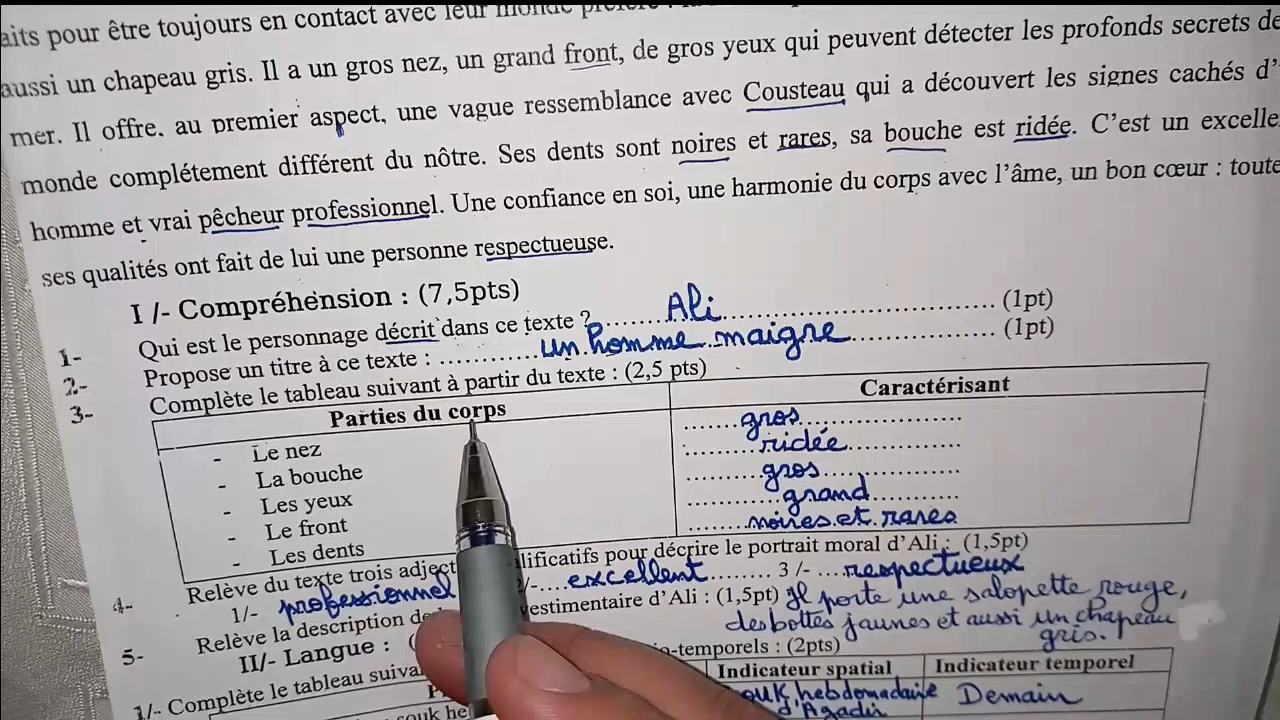 aits pour être toujours en contact avec leur monde préféré :
aussi un chapeau gris. Il a un gros nez, un grand front, de gros yeux qui peuvent détecter les profonds secrets de
mer. Il offre, au premier aspect, une vague ressemblance avec Cousteau qui a découvert les signes cachés d'
monde complétement différent du nôtre. Ses dents sont noires et rares, sa bouche est ridée. C'est un excelle
homme et vrai pêcheur professionnel. Une confiance en soi, une harmonie du corps avec l'âme, un bon cœur : toute
ses qualités ont fait de lui une personne respectueuse.
I /- Compréhension : (7,5pts)
1- Qui est le personnage décrit dans ce texte ? ........Ali.................................. (1pt)
2- Propose un titre à ce texte : ............un homme maigre.................. (1pt)
3- Complète le tableau suivant à partir du texte : (2,5 pts)
Parties du corps Caractérisant
- Le nez .......gros....................
- La bouche .........ridée...............
- Les yeux .........gros..................
- Le front ...........grand............
- Les dents .......noires et rares
4- Relève du texte trois adject lificatifs pour décrire le portrait moral d'Ali : (1,5pt)
1/- professionnel /-....excellent........ 3 /- ....respectueux
5- Relève la description de vestimentaire d'Ali : (1,5pt) Il porte une salopette rouge,
des bottes jaunes et aussi un chapeau
gris.
II/- Langue : (
1/- Complète le tableau suiva o-temporels : (2pts)
Indicateur spatial Indicateur temporel
souk he ouk hebdomadaire Demain
d'Agadir